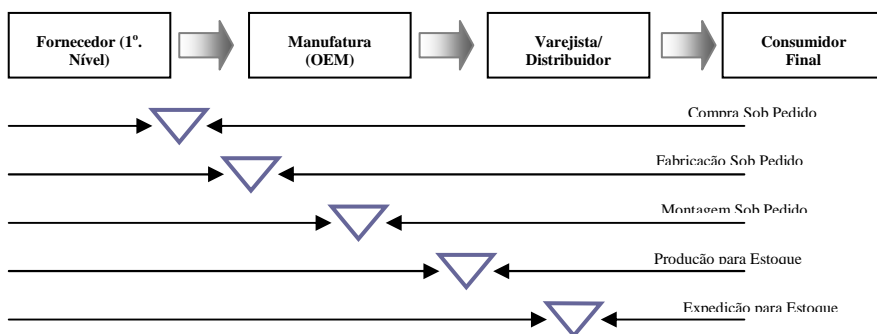 Fornecedor (1º.
Nível)
Manufatura
(OEM)
Varejista/
Distribuidor
Consumidor
Final
Compra Sob Pedido
Fabricação Sob Pedido
Montagem Sob Pedido
Produção para Estoque
Expedição para Estoque